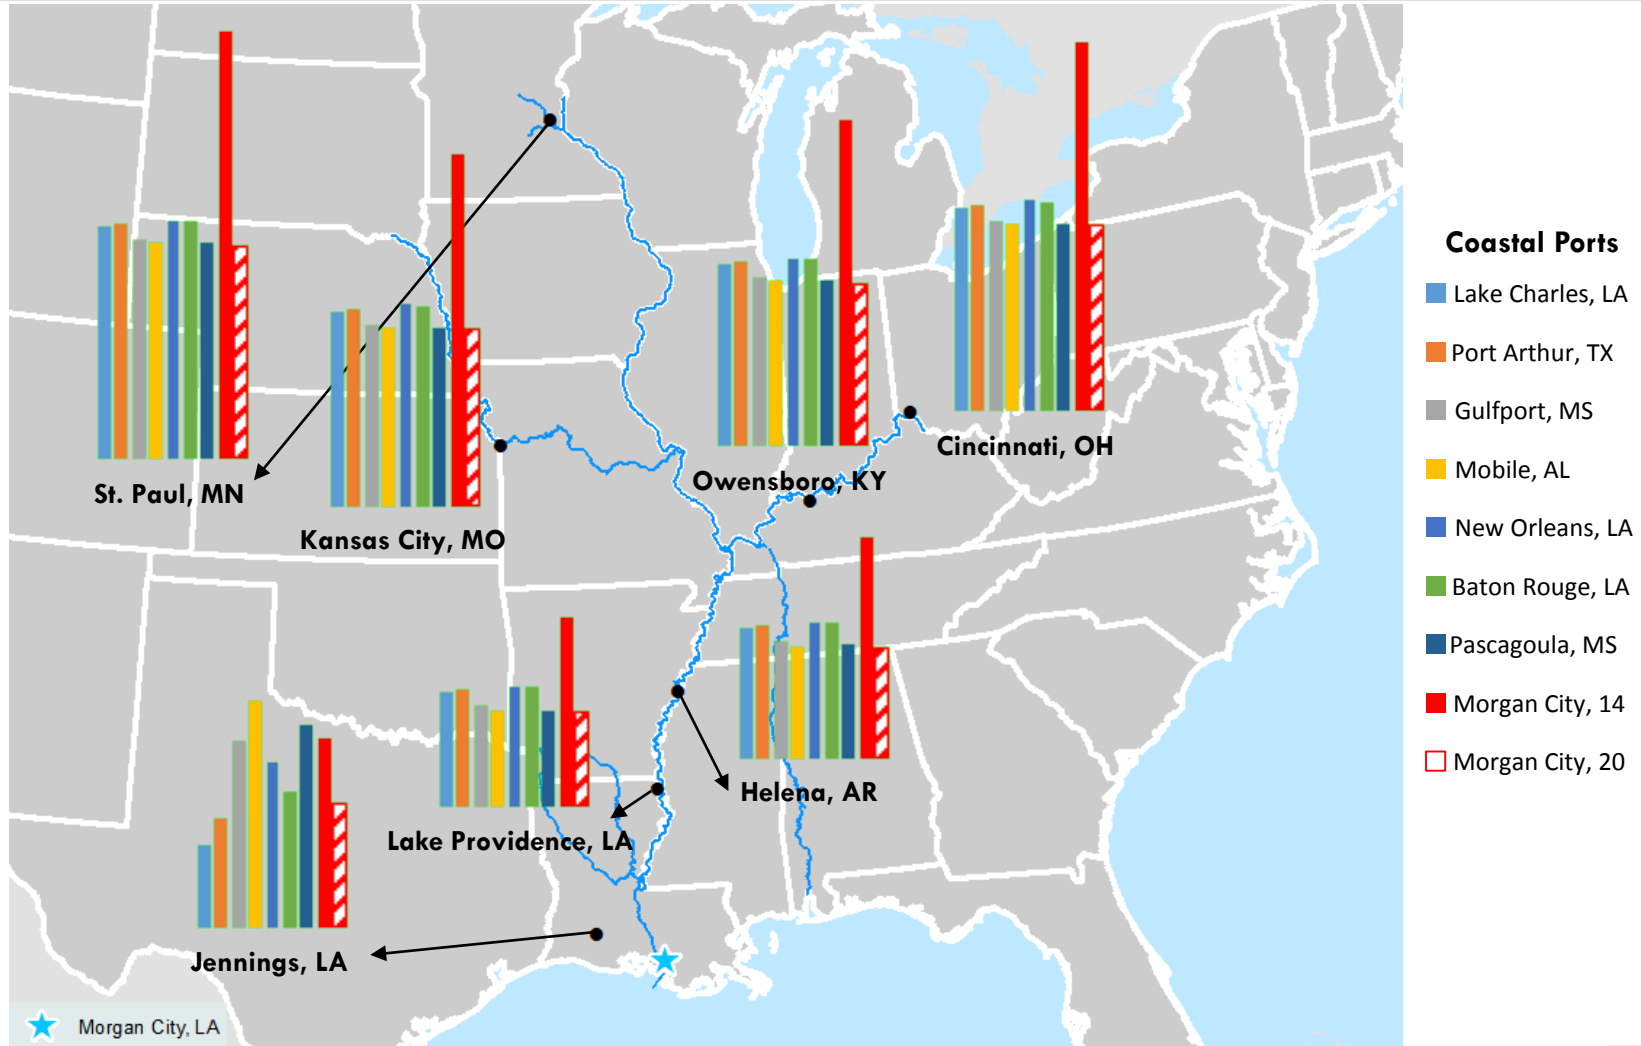 Coastal Ports
Lake Charles, LA
Port Arthur, TX
Gulfport, MS
Mobile, AL
New Orleans, LA
Baton Rouge, LA
Pascagoula, MS
Morgan City, 14
Morgan City, 20
Cincinnati, OH
Owensboro, KY
St. Paul, MN
Kansas City, MO
Helena, AR
Lake Providence, LA
Jennings, LA
Morgan City, LA